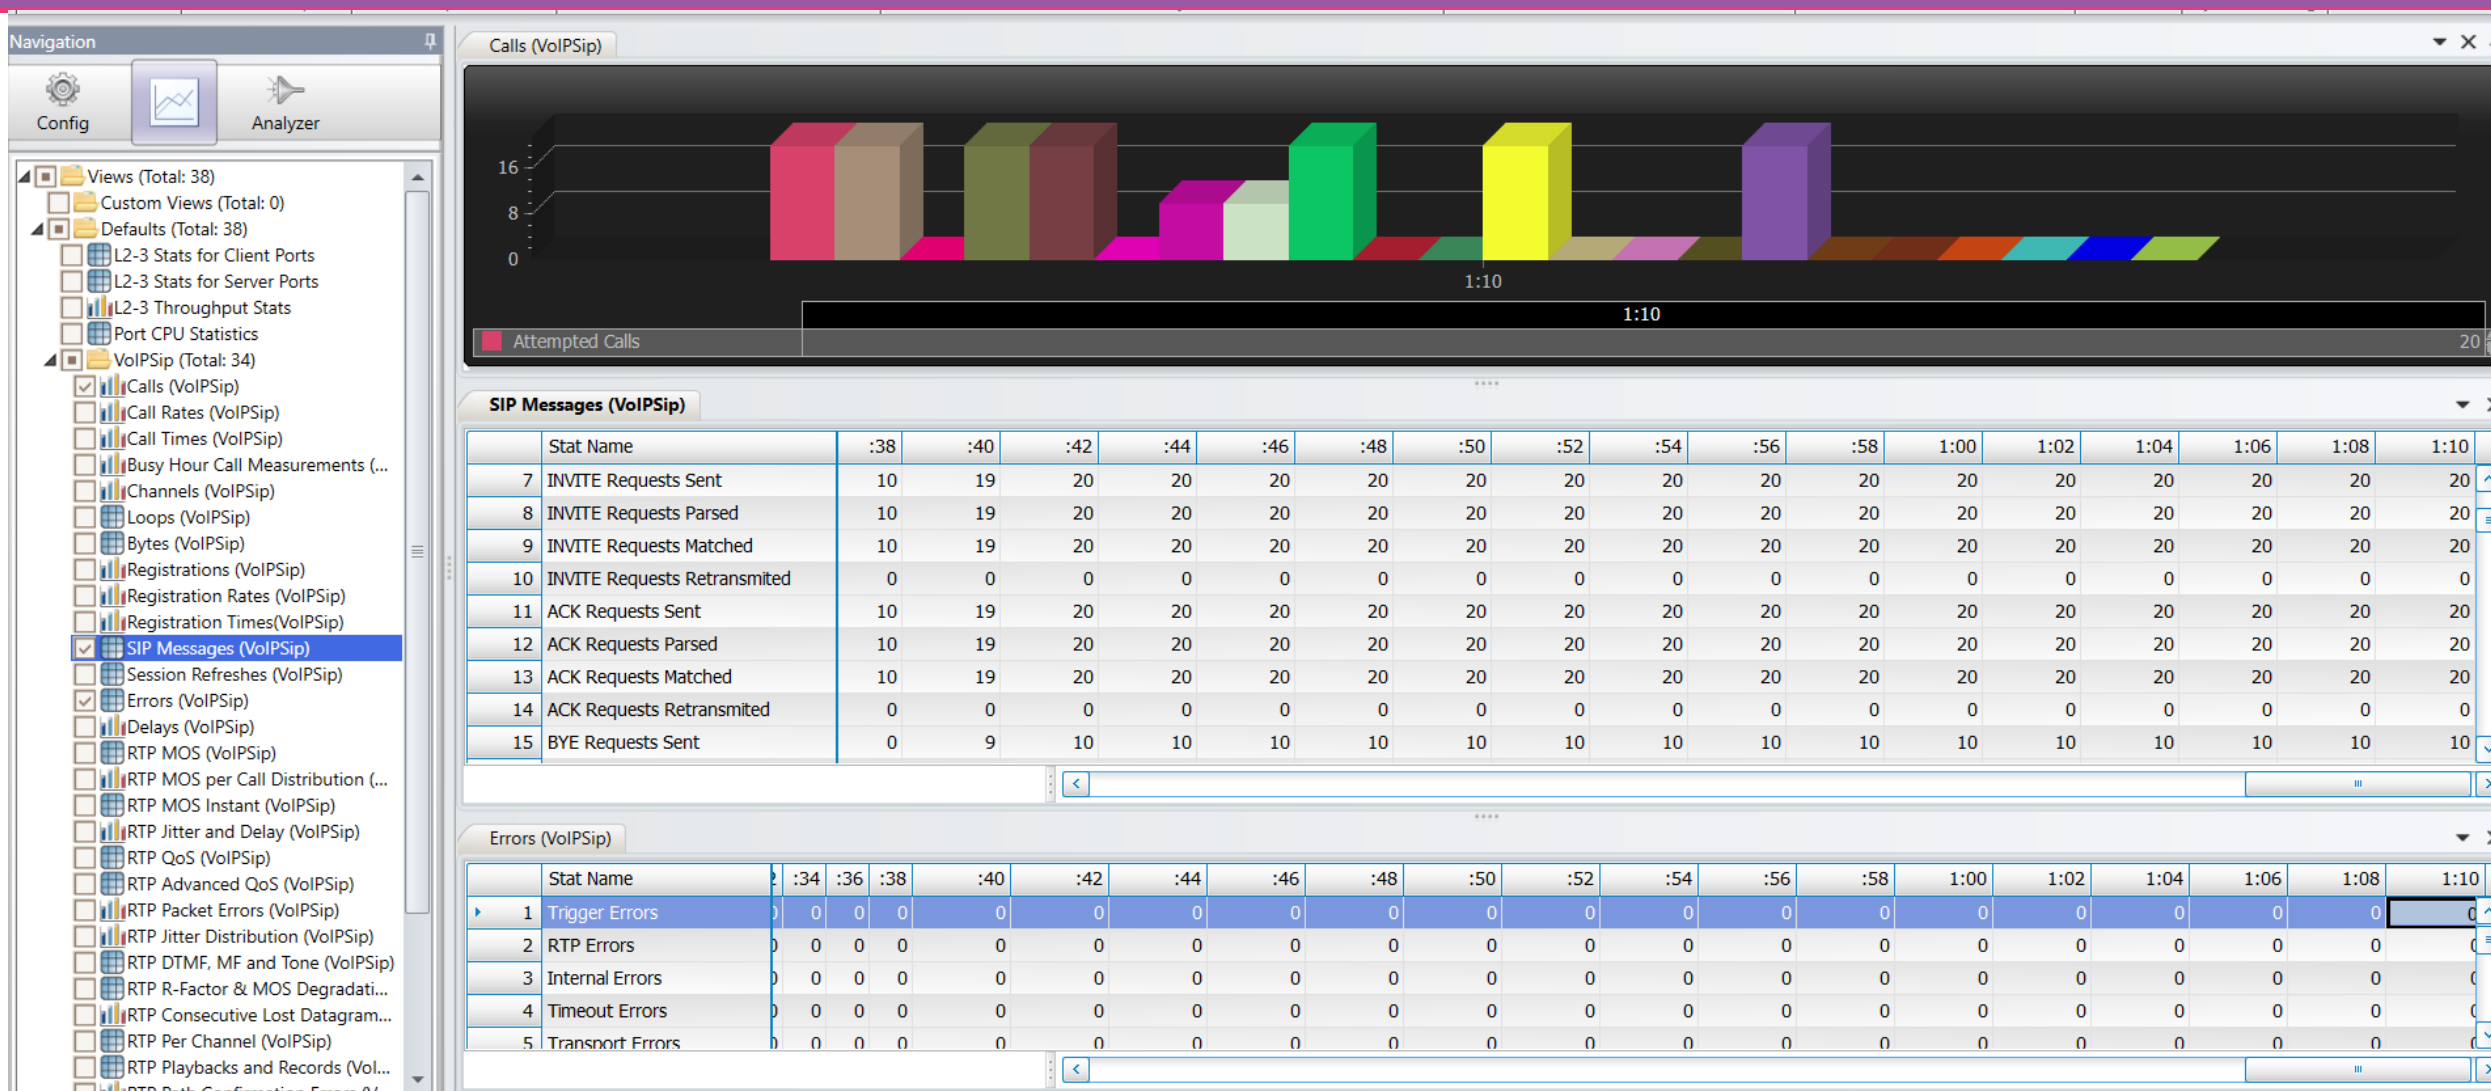 Navigation
Config
Analyzer
Views (Total: 38)
Custom Views (Total: 0)
Defaults (Total: 38)
L2-3 Stats for Client Ports
L2-3 Stats for Server Ports
L2-3 Throughput Stats
Port CPU Statistics
VoIPSip (Total: 34)
Calls (VoIPSip)
Call Rates (VoIPSip)
Call Times (VoIPSip)
Busy Hour Call Measurements (...
Channels (VoIPSip)
Loops (VoIPSip)
Bytes (VoIPSip)
Registrations (VoIPSip)
Registration Rates (VoIPSip)
Registration Times(VoIPSip)
SIP Messages (VoIPSip)
Session Refreshes (VoIPSip)
Errors (VoIPSip)
Delays (VoIPSip)
RTP MOS (VoIPSip)
RTP MOS per Call Distribution (...
RTP MOS Instant (VoIPSip)
RTP Jitter and Delay (VoIPSip)
RTP QoS (VoIPSip)
RTP Advanced QoS (VoIPSip)
RTP Packet Errors (VoIPSip)
RTP Jitter Distribution (VoIPSip)
RTP DTMF, MF and Tone (VoIPSip)
RTP R-Factor & MOS Degradati...
RTP Consecutive Lost Datagram...
RTP Per Channel (VoIPSip)
RTP Playbacks and Records (VoI...
Calls (VoIPSip)
16
8
0
1:10
1:10
Attempted Calls 20
SIP Messages (VoIPSip)
Stat Name :38 :40 :42 :44 :46 :48 :50 :52 :54 :56 :58 1:00 1:02 1:04 1:06 1:08 1:10
7 INVITE Requests Sent 10 19 20 20 20 20 20 20 20 20 20 20 20 20 20 20 20
8 INVITE Requests Parsed 10 19 20 20 20 20 20 20 20 20 20 20 20 20 20 20 20
9 INVITE Requests Matched 10 19 20 20 20 20 20 20 20 20 20 20 20 20 20 20 20
10 INVITE Requests Retransmited 0 0 0 0 0 0 0 0 0 0 0 0 0 0 0 0 0
11 ACK Requests Sent 10 19 20 20 20 20 20 20 20 20 20 20 20 20 20 20 20
12 ACK Requests Parsed 10 19 20 20 20 20 20 20 20 20 20 20 20 20 20 20 20
13 ACK Requests Matched 10 19 20 20 20 20 20 20 20 20 20 20 20 20 20 20 20
14 ACK Requests Retransmited 0 0 0 0 0 0 0 0 0 0 0 0 0 0 0 0 0
15 BYE Requests Sent 0 9 10 10 10 10 10 10 10 10 10 10 10 10 10 10 10
Errors (VoIPSip)
Stat Name :34 :36 :38 :40 :42 :44 :46 :48 :50 :52 :54 :56 :58 1:00 1:02 1:04 1:06 1:08 1:10
1 Trigger Errors 0 0 0 0 0 0 0 0 0 0 0 0 0 0 0 0 0 0 0
2 RTP Errors 0 0 0 0 0 0 0 0 0 0 0 0 0 0 0 0 0 0
3 Internal Errors 0 0 0 0 0 0 0 0 0 0 0 0 0 0 0 0 0 0
4 Timeout Errors 0 0 0 0 0 0 0 0 0 0 0 0 0 0 0 0 0 0
5 Transport Errors 0 0 0 0 0 0 0 0 0 0 0 0 0 0 0 0 0 0